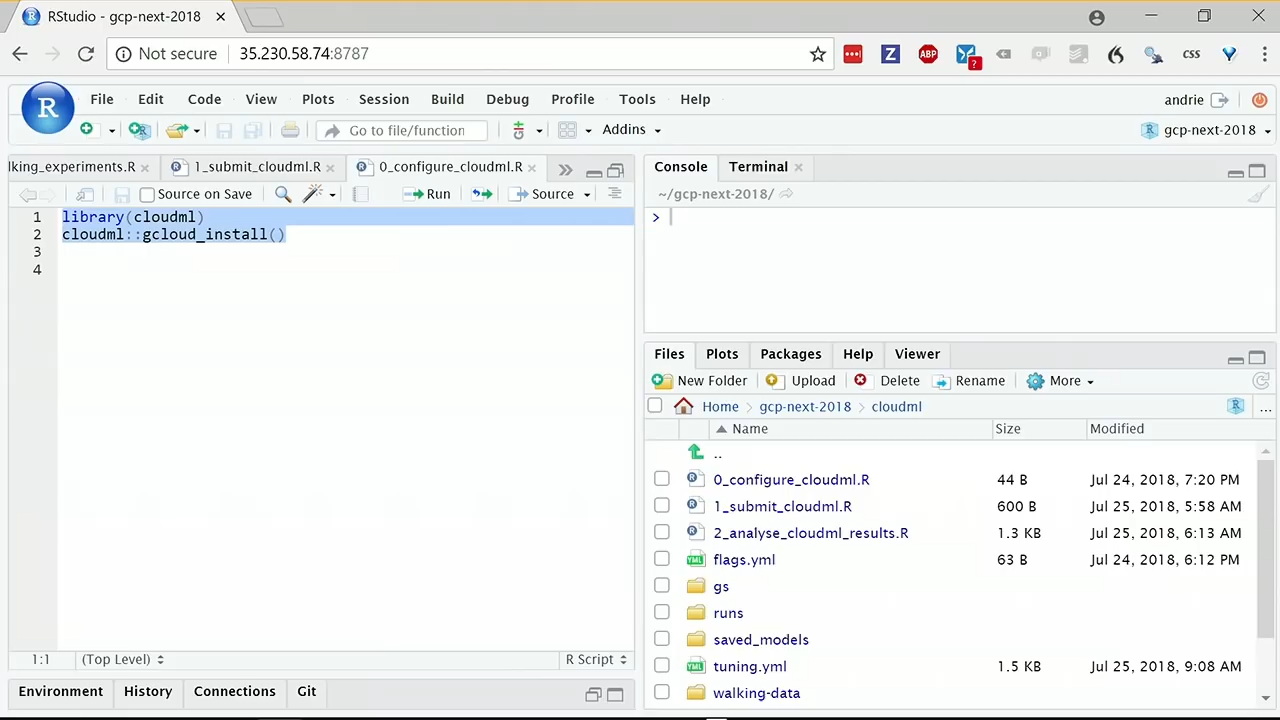 RStudio - gcp-next-2018
Not secure 35.230.58.74:8787
Z ABP ? css
R File Edit Code View Plots Session Build Debug Profile Tools Help andrie
Go to file/function Addins gcp-next-2018
lking_experiments.R 1_submit_cloudml.R 0_configure_cloudml.R
Source on Save Run Source
1 library(cloudml)
2 cloudml::gcloud_install()
3
4
1:1 (Top Level) R Script
Environment History Connections Git
Console Terminal
~/gcp-next-2018/
>
Files Plots Packages Help Viewer
New Folder Upload Delete Rename More
Home gcp-next-2018 cloudml ...
Name Size Modified
..
0_configure_cloudml.R 44 B Jul 24, 2018, 7:20 PM
1_submit_cloudml.R 600 B Jul 25, 2018, 5:58 AM
2_analyse_cloudml_results.R 1.3 KB Jul 25, 2018, 6:13 AM
flags.yml 63 B Jul 24, 2018, 6:12 PM
gs
runs
saved_models
tuning.yml 1.5 KB Jul 25, 2018, 9:08 AM
walking-data